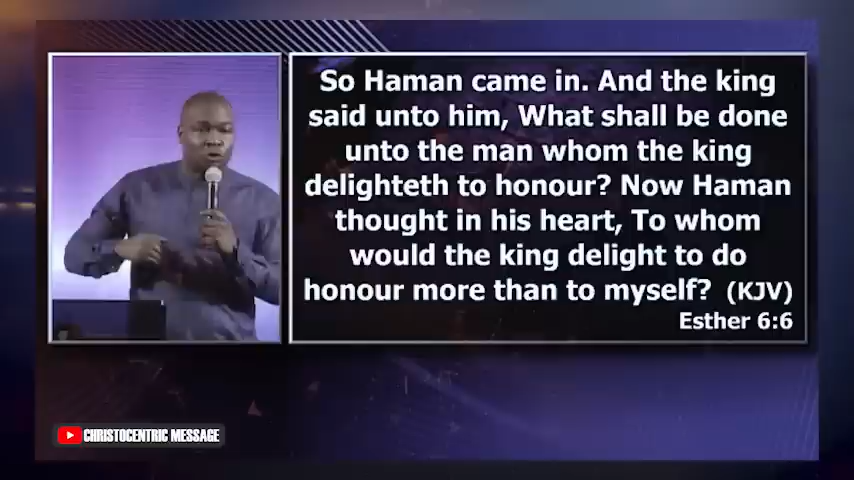 So Haman came in. And the king
said unto him, What shall be done
unto the man whom the king
delighteth to honour? Now Haman
thought in his heart, To whom
would the king delight to do
honour more than to myself? (KJV)
Esther 6:6
CHRISTOCENTRIC MESSAGE